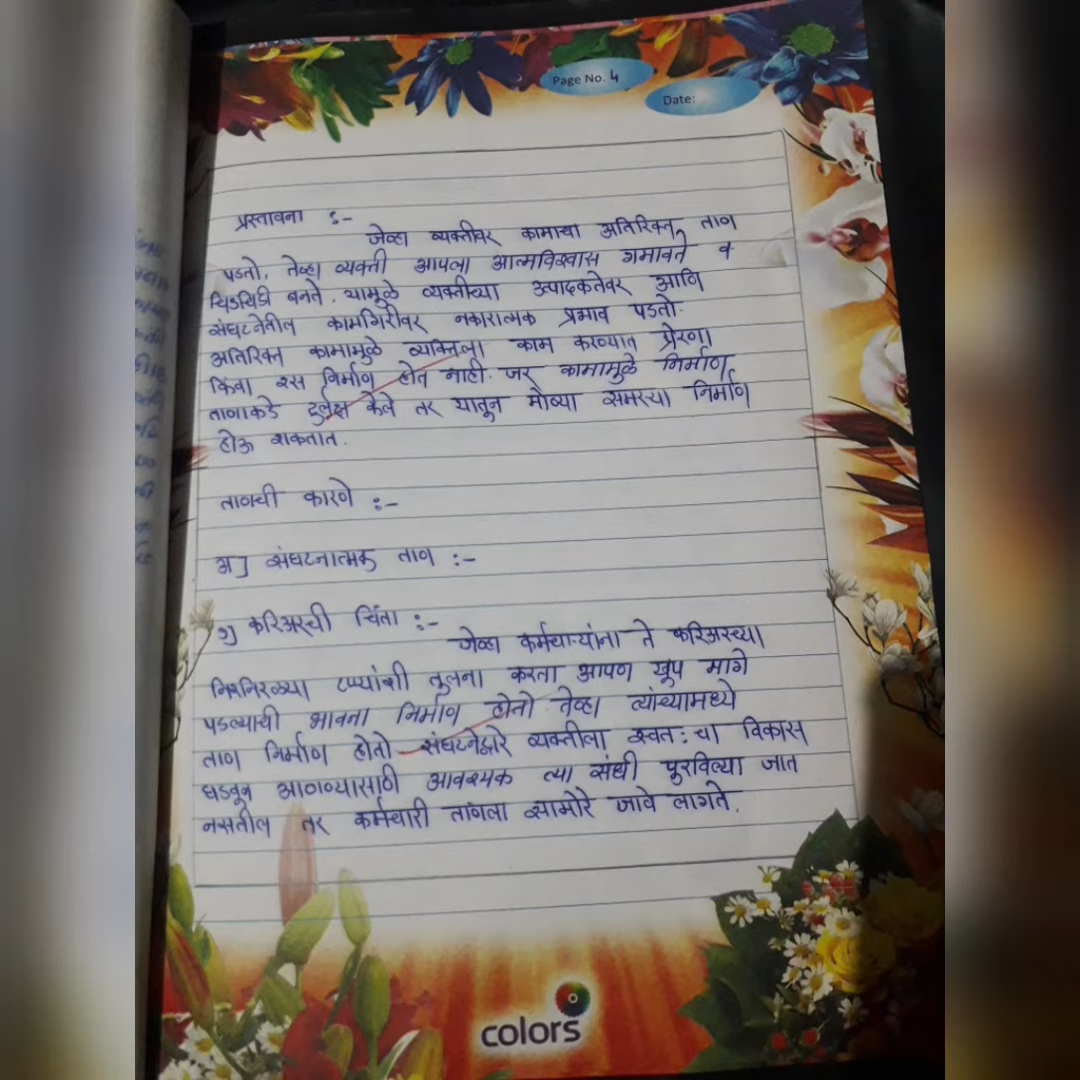 Page No. 4
Date:
प्रस्तावना :-
जेव्हा व्यक्तीवर कामाचा अतिरिक्त ताण
पडतो, तेव्हा व्यक्ती आपला आत्मविश्वास गमावते व
चिडचिडी बनते. यामुळे व्यक्तीच्या उत्पादकतेवर आणि
संघटनेतील कामगिरीवर नकारात्मक प्रभाव पडतो.
अतिरिक्त कामामुळे व्यक्तिला काम करण्यात प्रेरणा
किंवा रस निर्माण होत नाही. जर कामामुळे निर्माण
ताणाकडे दुर्लक्ष केले तर यातून मोठ्या समस्या निर्माण
होऊ शकतात.
ताणची कारणे :-
अ] संघटनात्मक ताण :-
१] करिअरची चिंता :-
जेव्हा कर्मचाऱ्यांना ते करिअरच्या
निरनिराळ्या टप्प्यांशी तुलना करता आपण खूप मागे
पडल्याची भावना निर्माण होतो तेव्हा त्यांच्यामध्ये
ताण निर्माण होतो संघटनेद्वारे व्यक्तीला स्वत:चा विकास
घडवून आणण्यासाठी आवश्यक त्या संधी पुरविल्या जात
नसतील तर कर्मचारी ताणला सामोरे जावे लागते.
colors